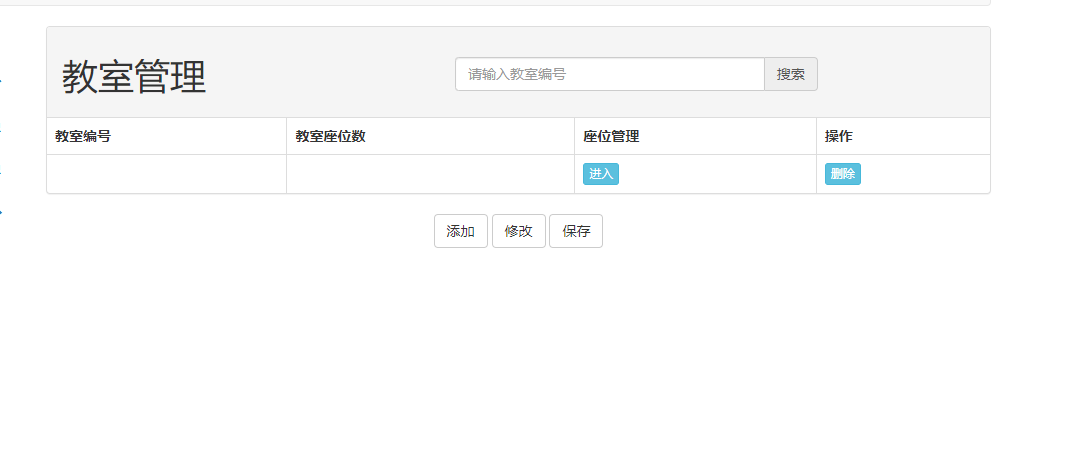 教室管理
请输入教室编号 搜索
教室编号 教室座位数 座位管理 操作
进入 删除
添加 修改 保存